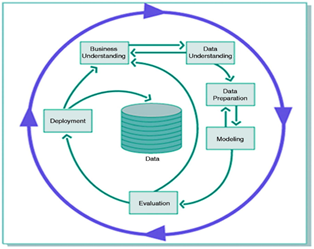 Business
Understanding
Data
Understanding
Data
Preparation
Modeling
Evaluation
Deployment
Data